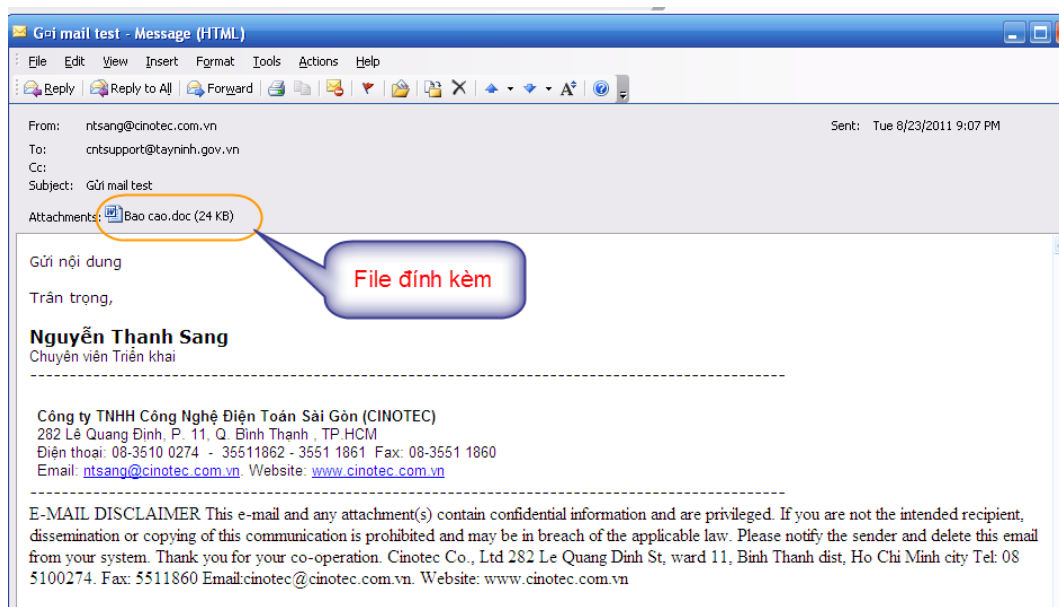 G¤i mail test - Message (HTML)
File Edit View Insert Format Tools Actions Help
Reply Reply to All Forward
From: ntsang@cinotec.com.vn Sent: Tue 8/23/2011 9:07 PM
To: cntsupport@tayninh.gov.vn
Cc:
Subject: Gửi mail test
Attachments: Bao cao.doc (24 KB)
File đính kèm
Gửi nội dung
Trân trọng,
Nguyễn Thanh Sang
Chuyên viên Triển khai
Công ty TNHH Công Nghệ Điện Toán Sài Gòn (CINOTEC)
282 Lê Quang Định, P. 11, Q. Bình Thạnh , TP.HCM
Điện thoại: 08-3510 0274 - 35511862 - 3551 1861 Fax: 08-3551 1860
Email: ntsang@cinotec.com.vn. Website: www.cinotec.com.vn
E-MAIL DISCLAIMER This e-mail and any attachment(s) contain confidential information and are privileged. If you are not the intended recipient,
dissemination or copying of this communication is prohibited and may be in breach of the applicable law. Please notify the sender and delete this email
from your system. Thank you for your co-operation. Cinotec Co., Ltd 282 Le Quang Dinh St, ward 11, Binh Thanh dist, Ho Chi Minh city Tel: 08
5100274. Fax: 5511860 Email:cinotec@cinotec.com.vn. Website: www.cinotec.com.vn